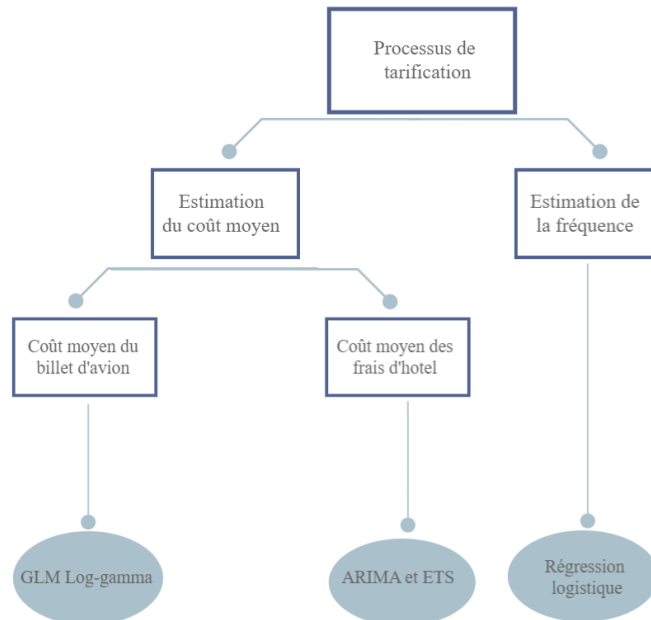 Processus de
tarification
Estimation
du coût moyen
Estimation de
la fréquence
Coût moyen du
billet d'avion
Coût moyen des
frais d'hotel
GLM Log-gamma
ARIMA et ETS
Régression
logistique